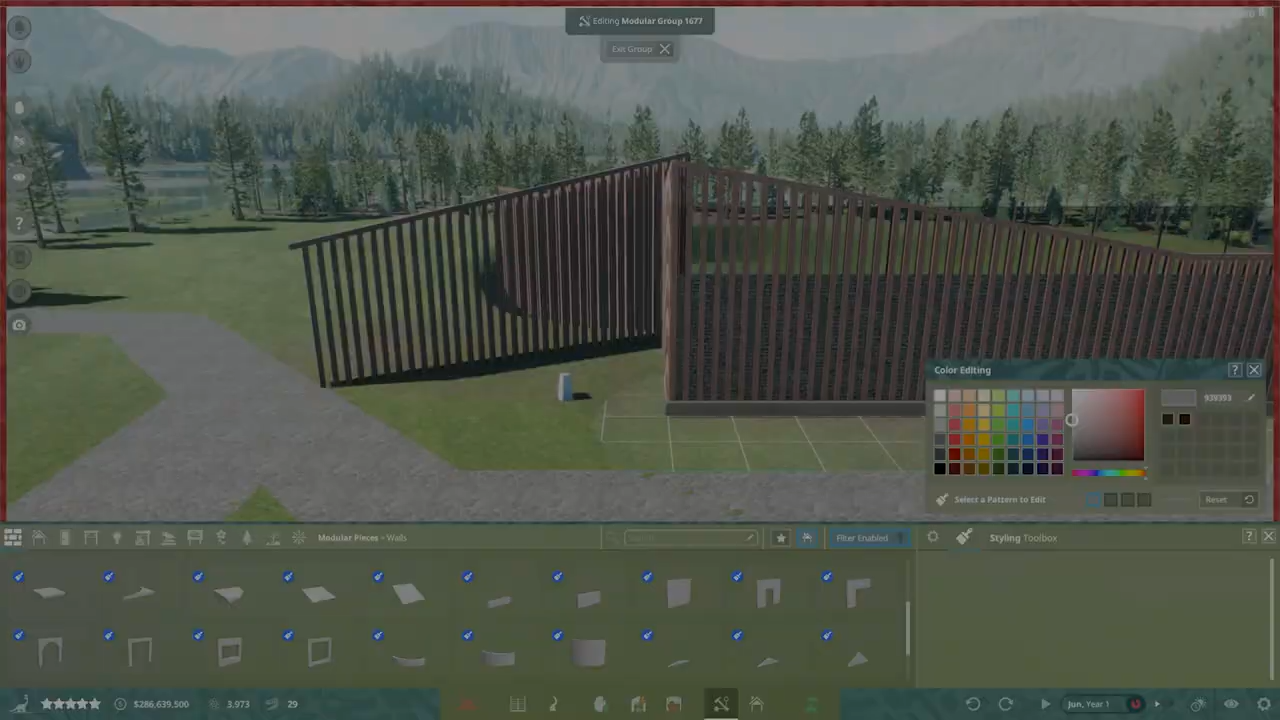 Editing Modular Group 1677
Exit Group
?
Color Editing
?
939393
Select a Pattern to Edit
Reset
Modular Pieces • Walls
Filter Enabled
Styling Toolbox
?
$286,639,500
3,973
29
Jun, Year 1